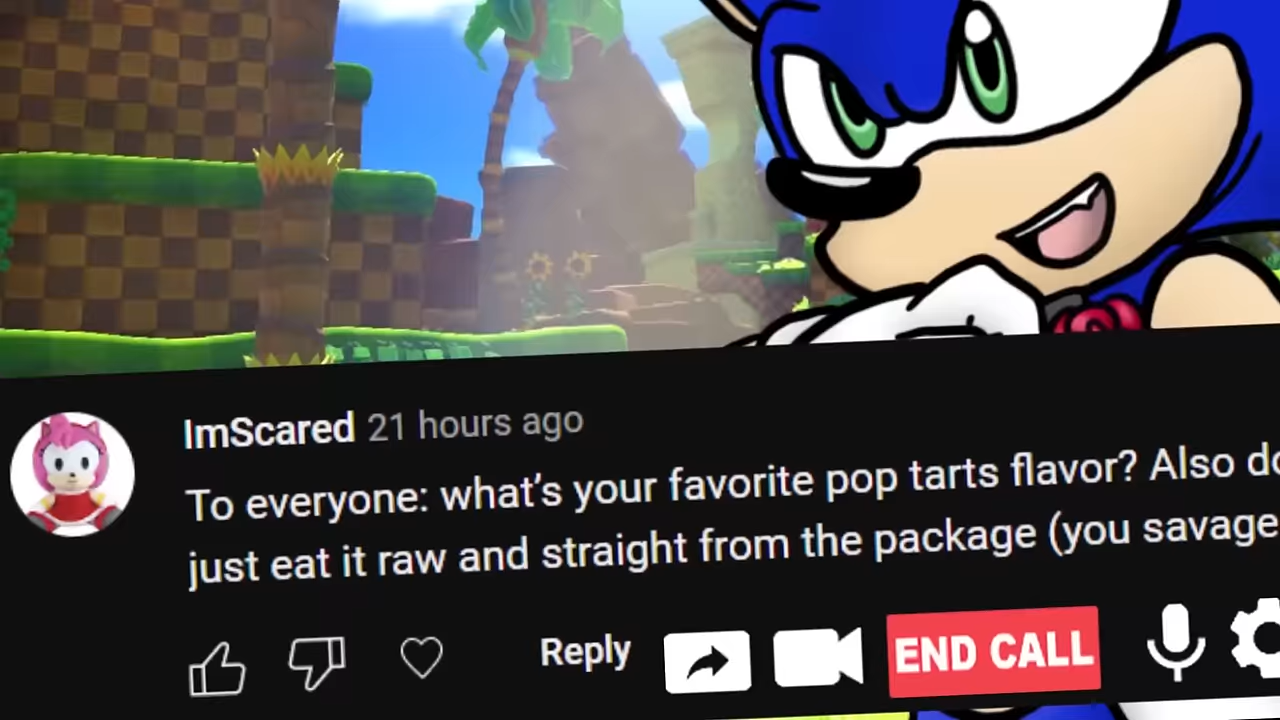 ImScared 21 hours ago
To everyone: what's your favorite pop tarts flavor? Also
just eat it raw and straight from the package (you savage
Reply
END CALL